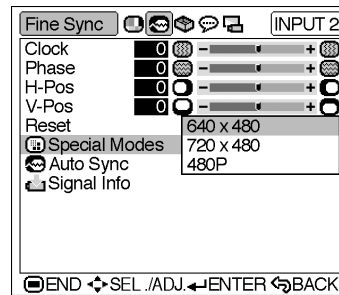 Fine Sync INPUT 2
Clock 0 - +
Phase 0 - +
H-Pos 0 - +
V-Pos 0 - +
Reset 640 x 480
Special Modes 720 x 480
Auto Sync 480P
Signal Info
END SEL ./ADJ. ENTER BACK